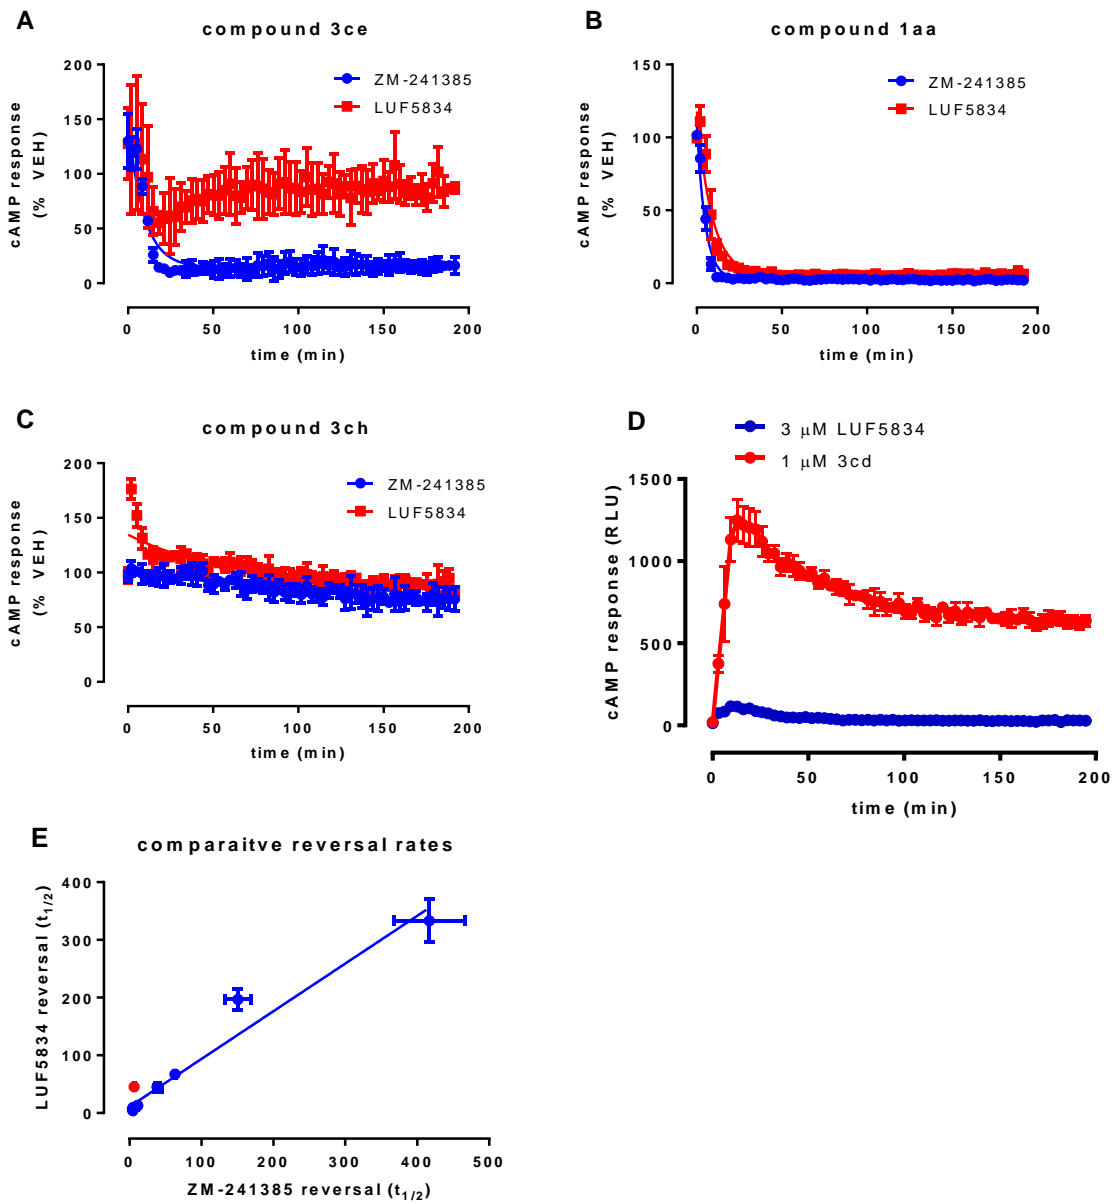 A
compound 3ce
cAMP response
(% VEH)
200
150
100
50
0
ZM-241385
LUF5834
0 50 100 150 200
time (min)
B
compound 1aa
cAMP response
(% VEH)
150
100
50
0
ZM-241385
LUF5834
0 50 100 150 200
time (min)
C
compound 3ch
cAMP response
(% VEH)
200
150
100
50
0
ZM-241385
LUF5834
0 50 100 150 200
time (min)
D
3 μM LUF5834
1 μM 3cd
cAMP response (RLU)
1500
1000
500
0
0 50 100 150 200
time (min)
E
comparaitve reversal rates
LUF5834 reversal (t1/2)
400
300
200
100
0
0 100 200 300 400 500
ZM-241385 reversal (t1/2)